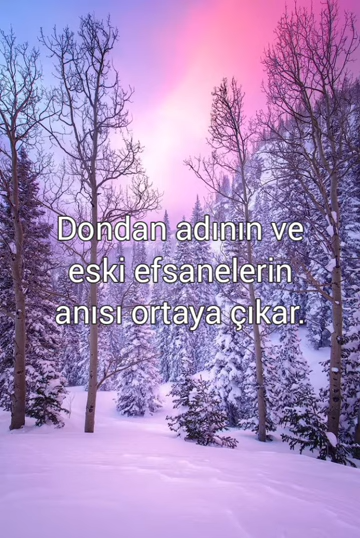 Dondan adının ve
eski efsanelerin
anısı ortaya çıkar.